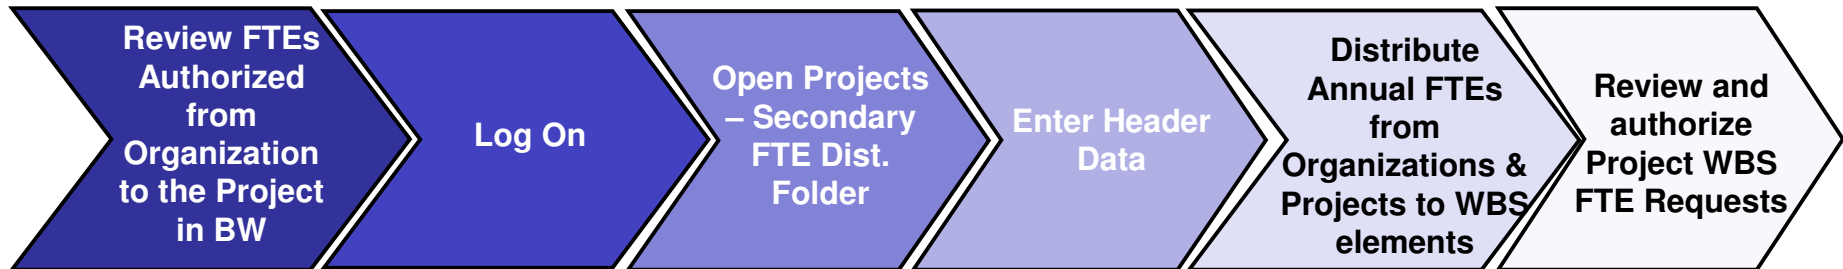 Review FTEs
Authorized
from
Organization
to the Project
in BW
Log On
Open Projects
– Secondary
FTE Dist.
Folder
Enter Header
Data
Distribute
Annual FTEs
from
Organizations &
Projects to WBS
elements
Review and
authorize
Project WBS
FTE Requests